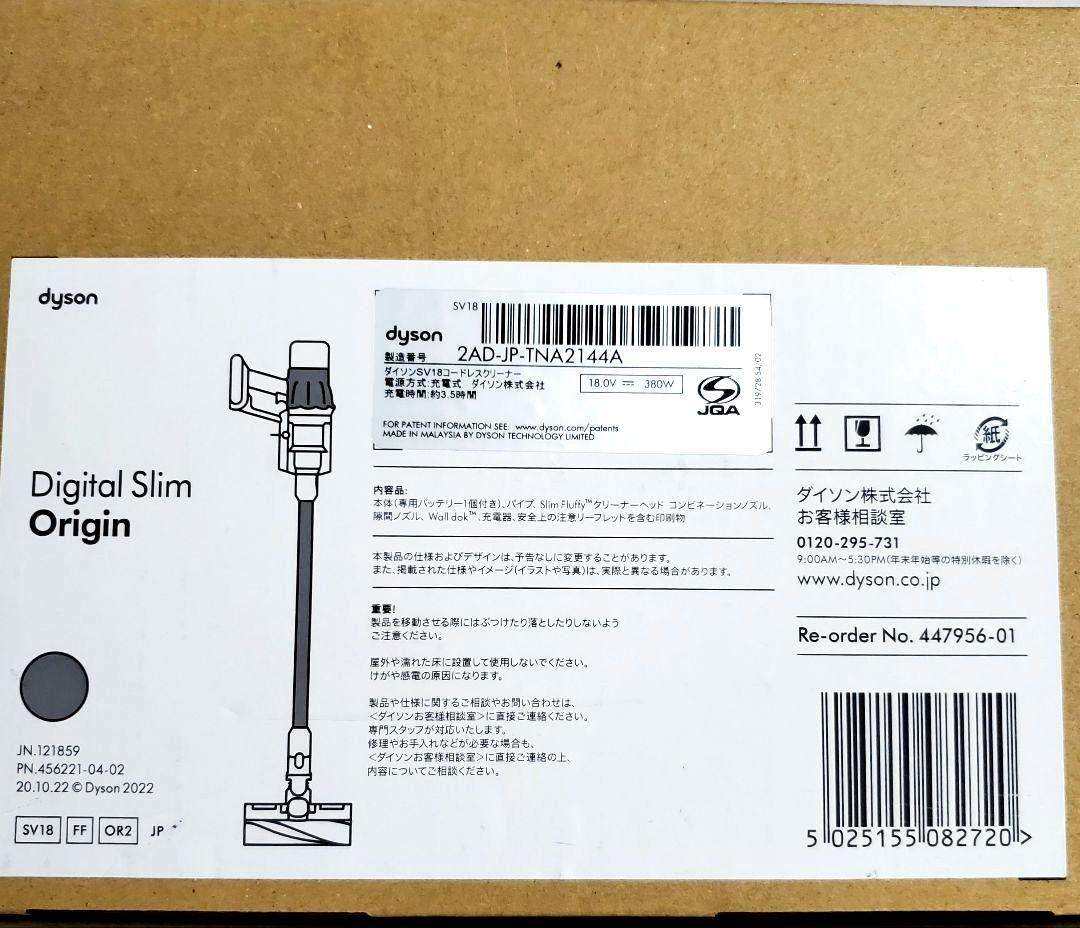 dyson
Digital Slim
Origin
JN.121859
PN.456221-04-02
20.10.22 © Dyson 2022
SV18 FF OR2 JP
SV18
dyson
製造番号 2AD-JP-TNA2144A
ダイソンSV18コードレスクリーナー
電源方式:充電式 ダイソン株式会社
充電時間:約3.5時間
18.0V ⎓ 380W
JQA
319728 54/02
FOR PATENT INFORMATION SEE: www.dyson.com/patents
MADE IN MALAYSIA BY DYSON TECHNOLOGY LIMITED
内容品:
本体(専用バッテリー1個付き)、パイプ、Slim Fluffy™クリーナーヘッド コンビネーションノズル、
隙間ノズル、Wall dok™、充電器、安全上の注意リーフレットを含む印刷物
本製品の仕様およびデザインは、予告なしに変更することがあります。
また、掲載された仕様やイメージ(イラストや写真)は、実際と異なる場合があります。
重要!
製品を移動させる際にはぶつけたり落としたりしないよう
ご注意ください。
屋外や濡れた床に設置して使用しないでください。
けがや感電の原因になります。
製品や仕様に関するご相談やお問い合わせは、
<ダイソンお客様相談室>に直接ご連絡ください。
専門スタッフが対応いたします。
修理やお手入れなどが必要な場合も、
<ダイソンお客様相談室>に直接ご連絡の上、
内容についてご相談ください。
紙
ラッピングシート
ダイソン株式会社
お客様相談室
0120-295-731
9:00AM～5:30PM(年末年始等の特別休暇を除く)
www.dyson.co.jp
Re-order No. 447956-01
5 025155 082720 >